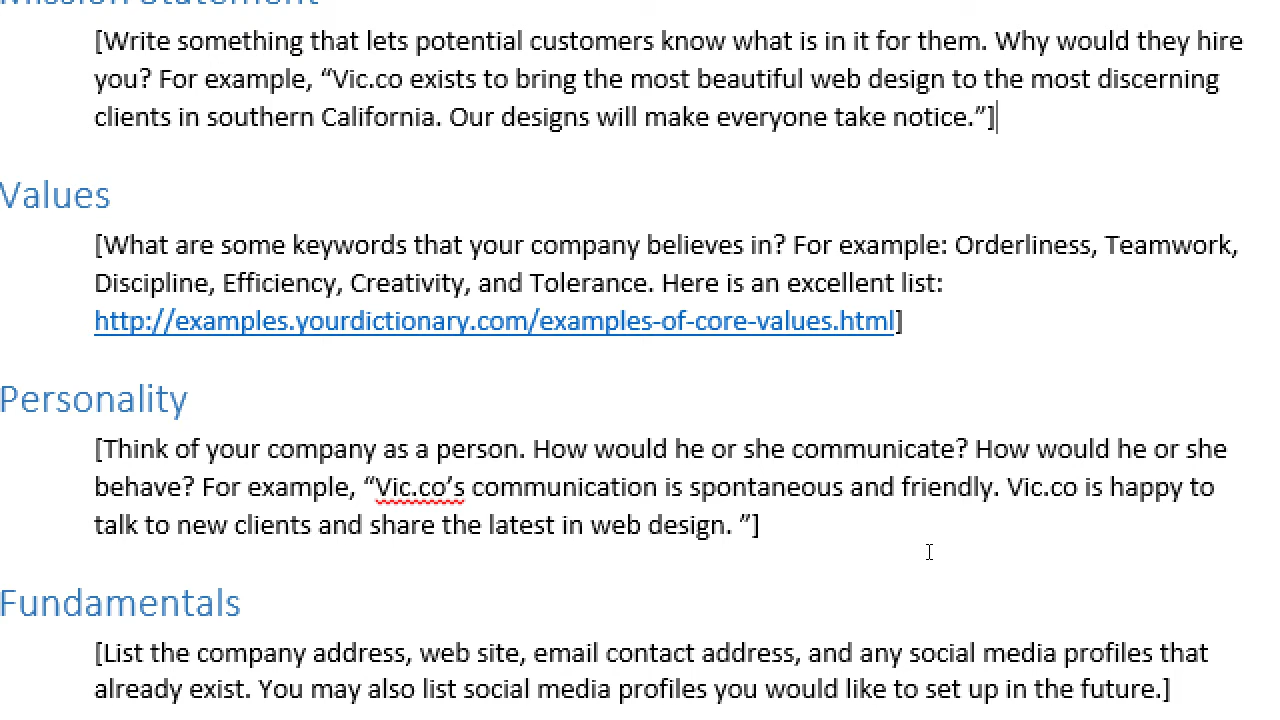 Mission Statement
[Write something that lets potential customers know what is in it for them. Why would they hire
you? For example, “Vic.co exists to bring the most beautiful web design to the most discerning
clients in southern California. Our designs will make everyone take notice.”]
Values
[What are some keywords that your company believes in? For example: Orderliness, Teamwork,
Discipline, Efficiency, Creativity, and Tolerance. Here is an excellent list:
http://examples.yourdictionary.com/examples-of-core-values.html]
Personality
[Think of your company as a person. How would he or she communicate? How would he or she
behave? For example, “Vic.co’s communication is spontaneous and friendly. Vic.co is happy to
talk to new clients and share the latest in web design. ”]
Fundamentals
[List the company address, web site, email contact address, and any social media profiles that
already exist. You may also list social media profiles you would like to set up in the future.]